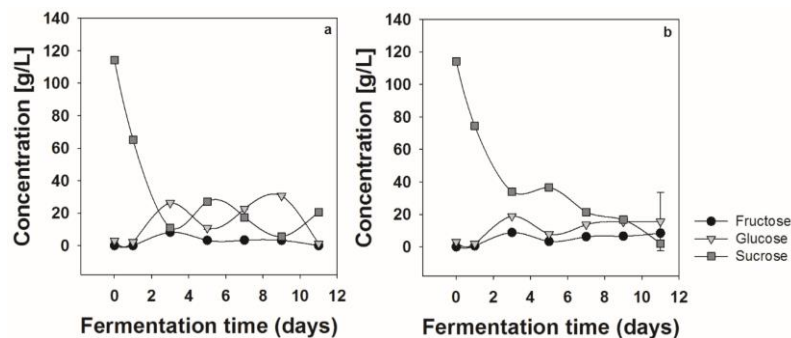 a
Concentration [g/L]
140
120
100
80
60
40
20
0
0 2 4 6 8 10 12
Fermentation time (days)
b
Concentration [g/L]
140
120
100
80
60
40
20
0
0 2 4 6 8 10 12
Fermentation time (days)
Fructose
Glucose
Sucrose